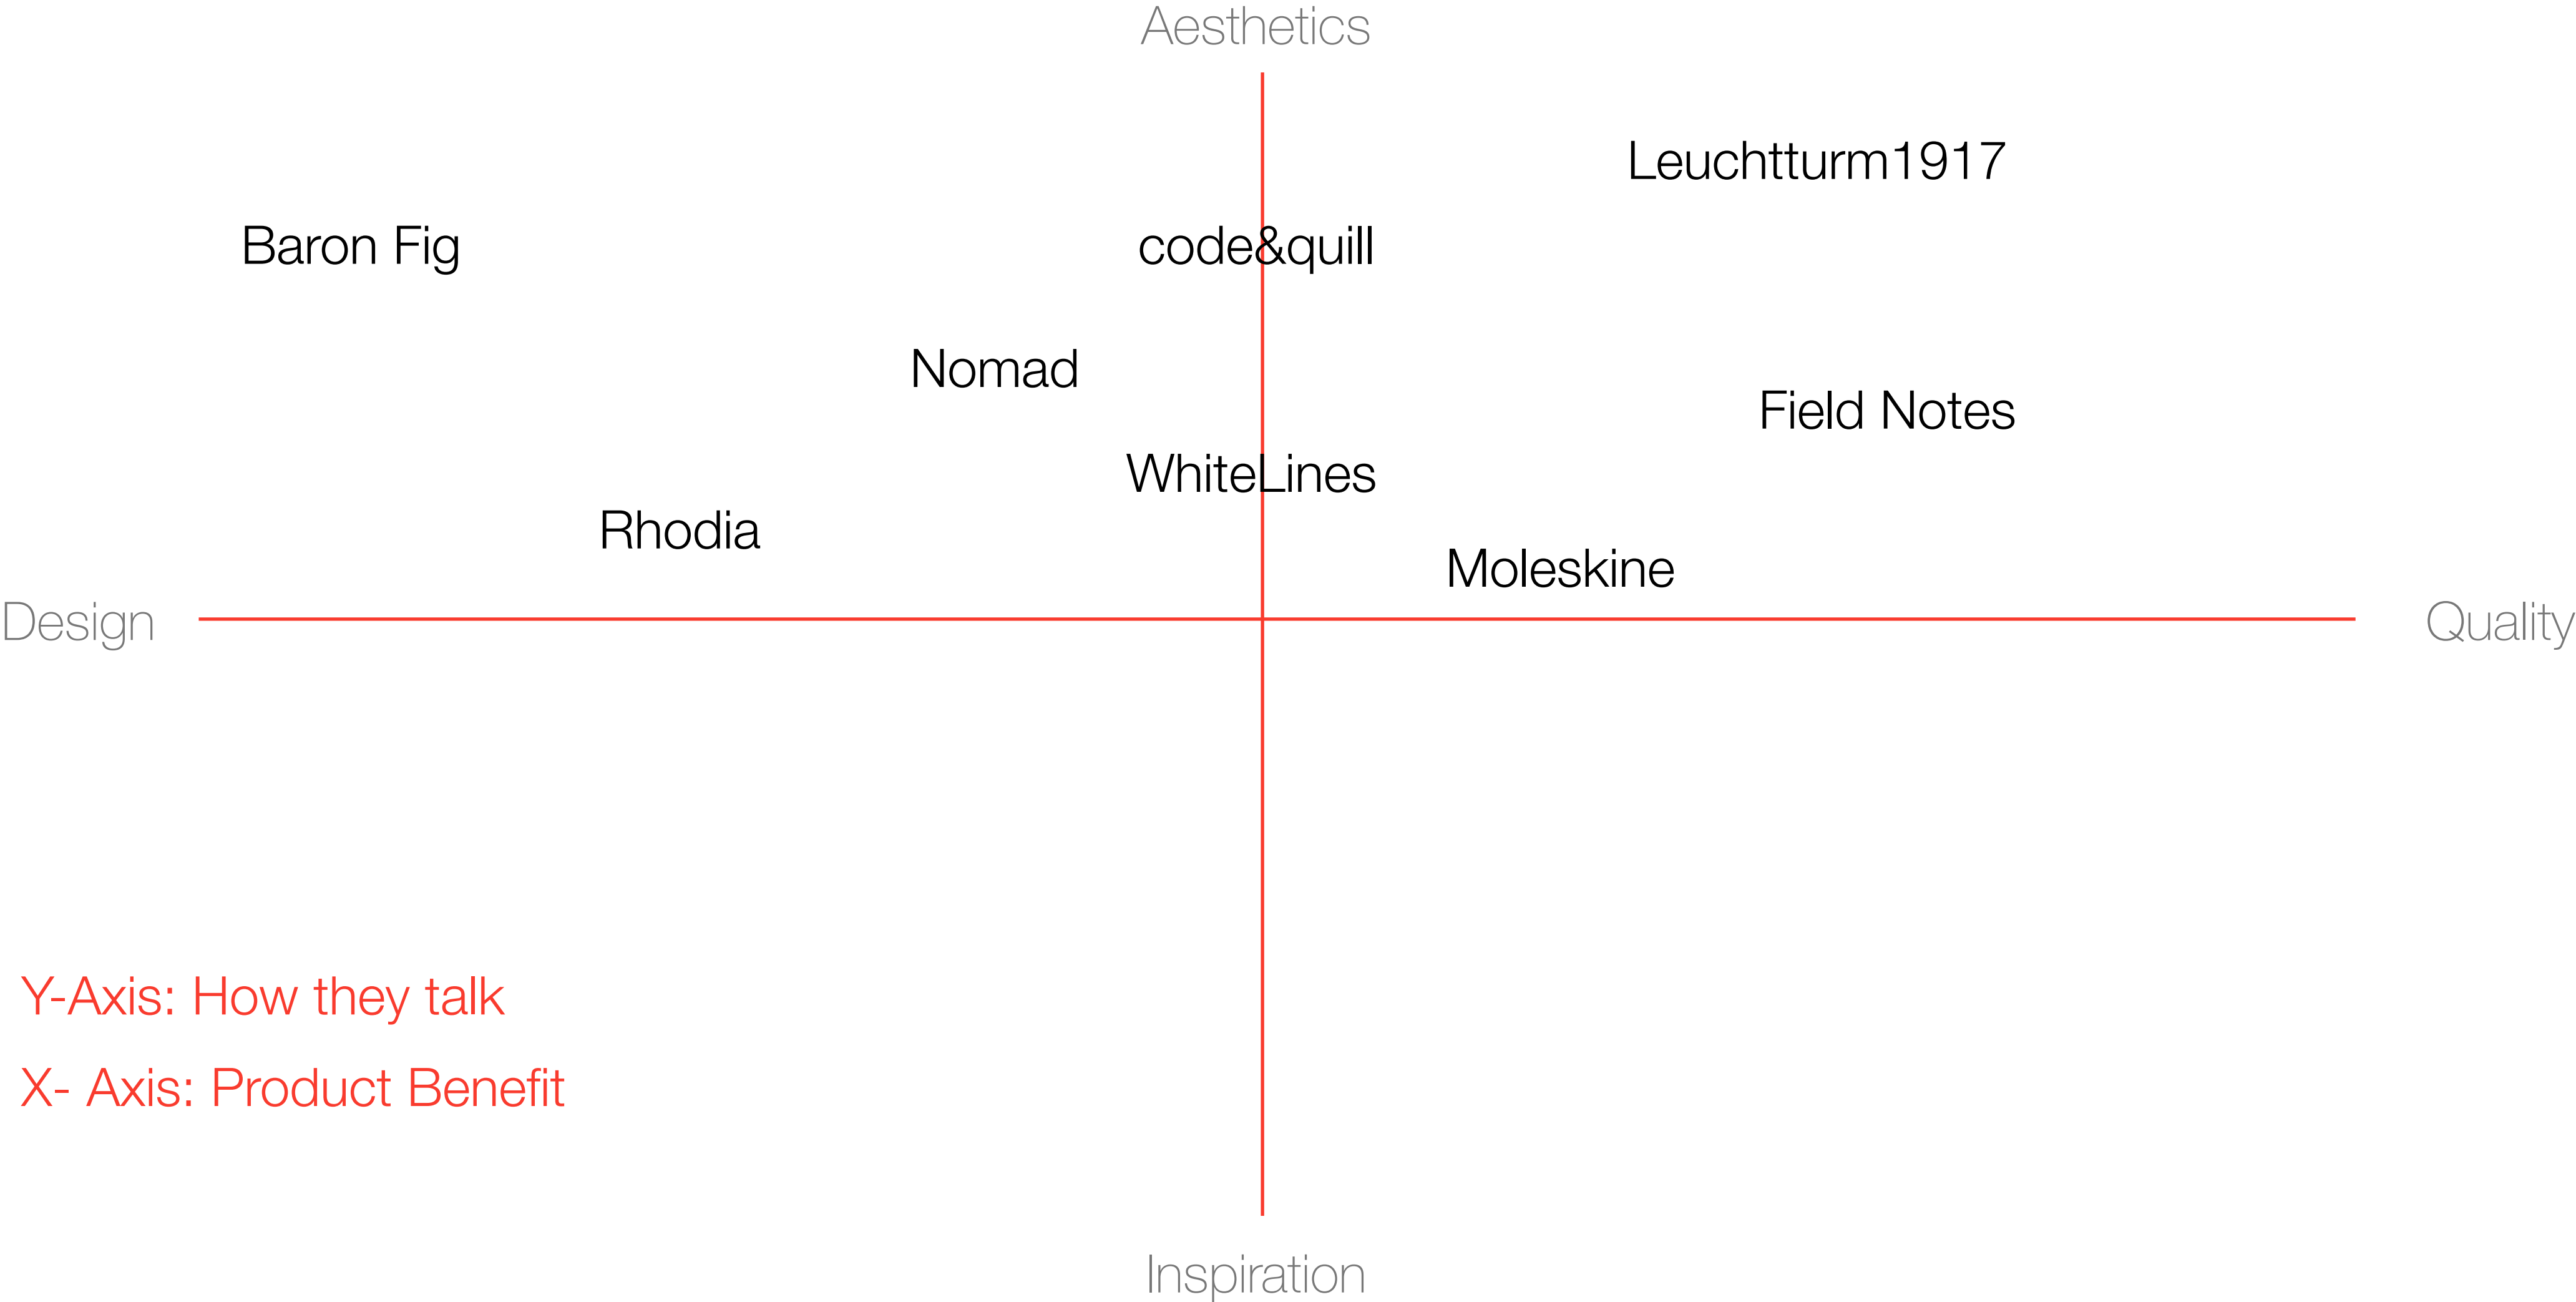 Aesthetics
Leuchtturm1917
Baron Fig
code&quill
Nomad
Field Notes
WhiteLines
Rhodia
Moleskine
Design
Quality
Y-Axis: How they talk
X- Axis: Product Benefit
Inspiration